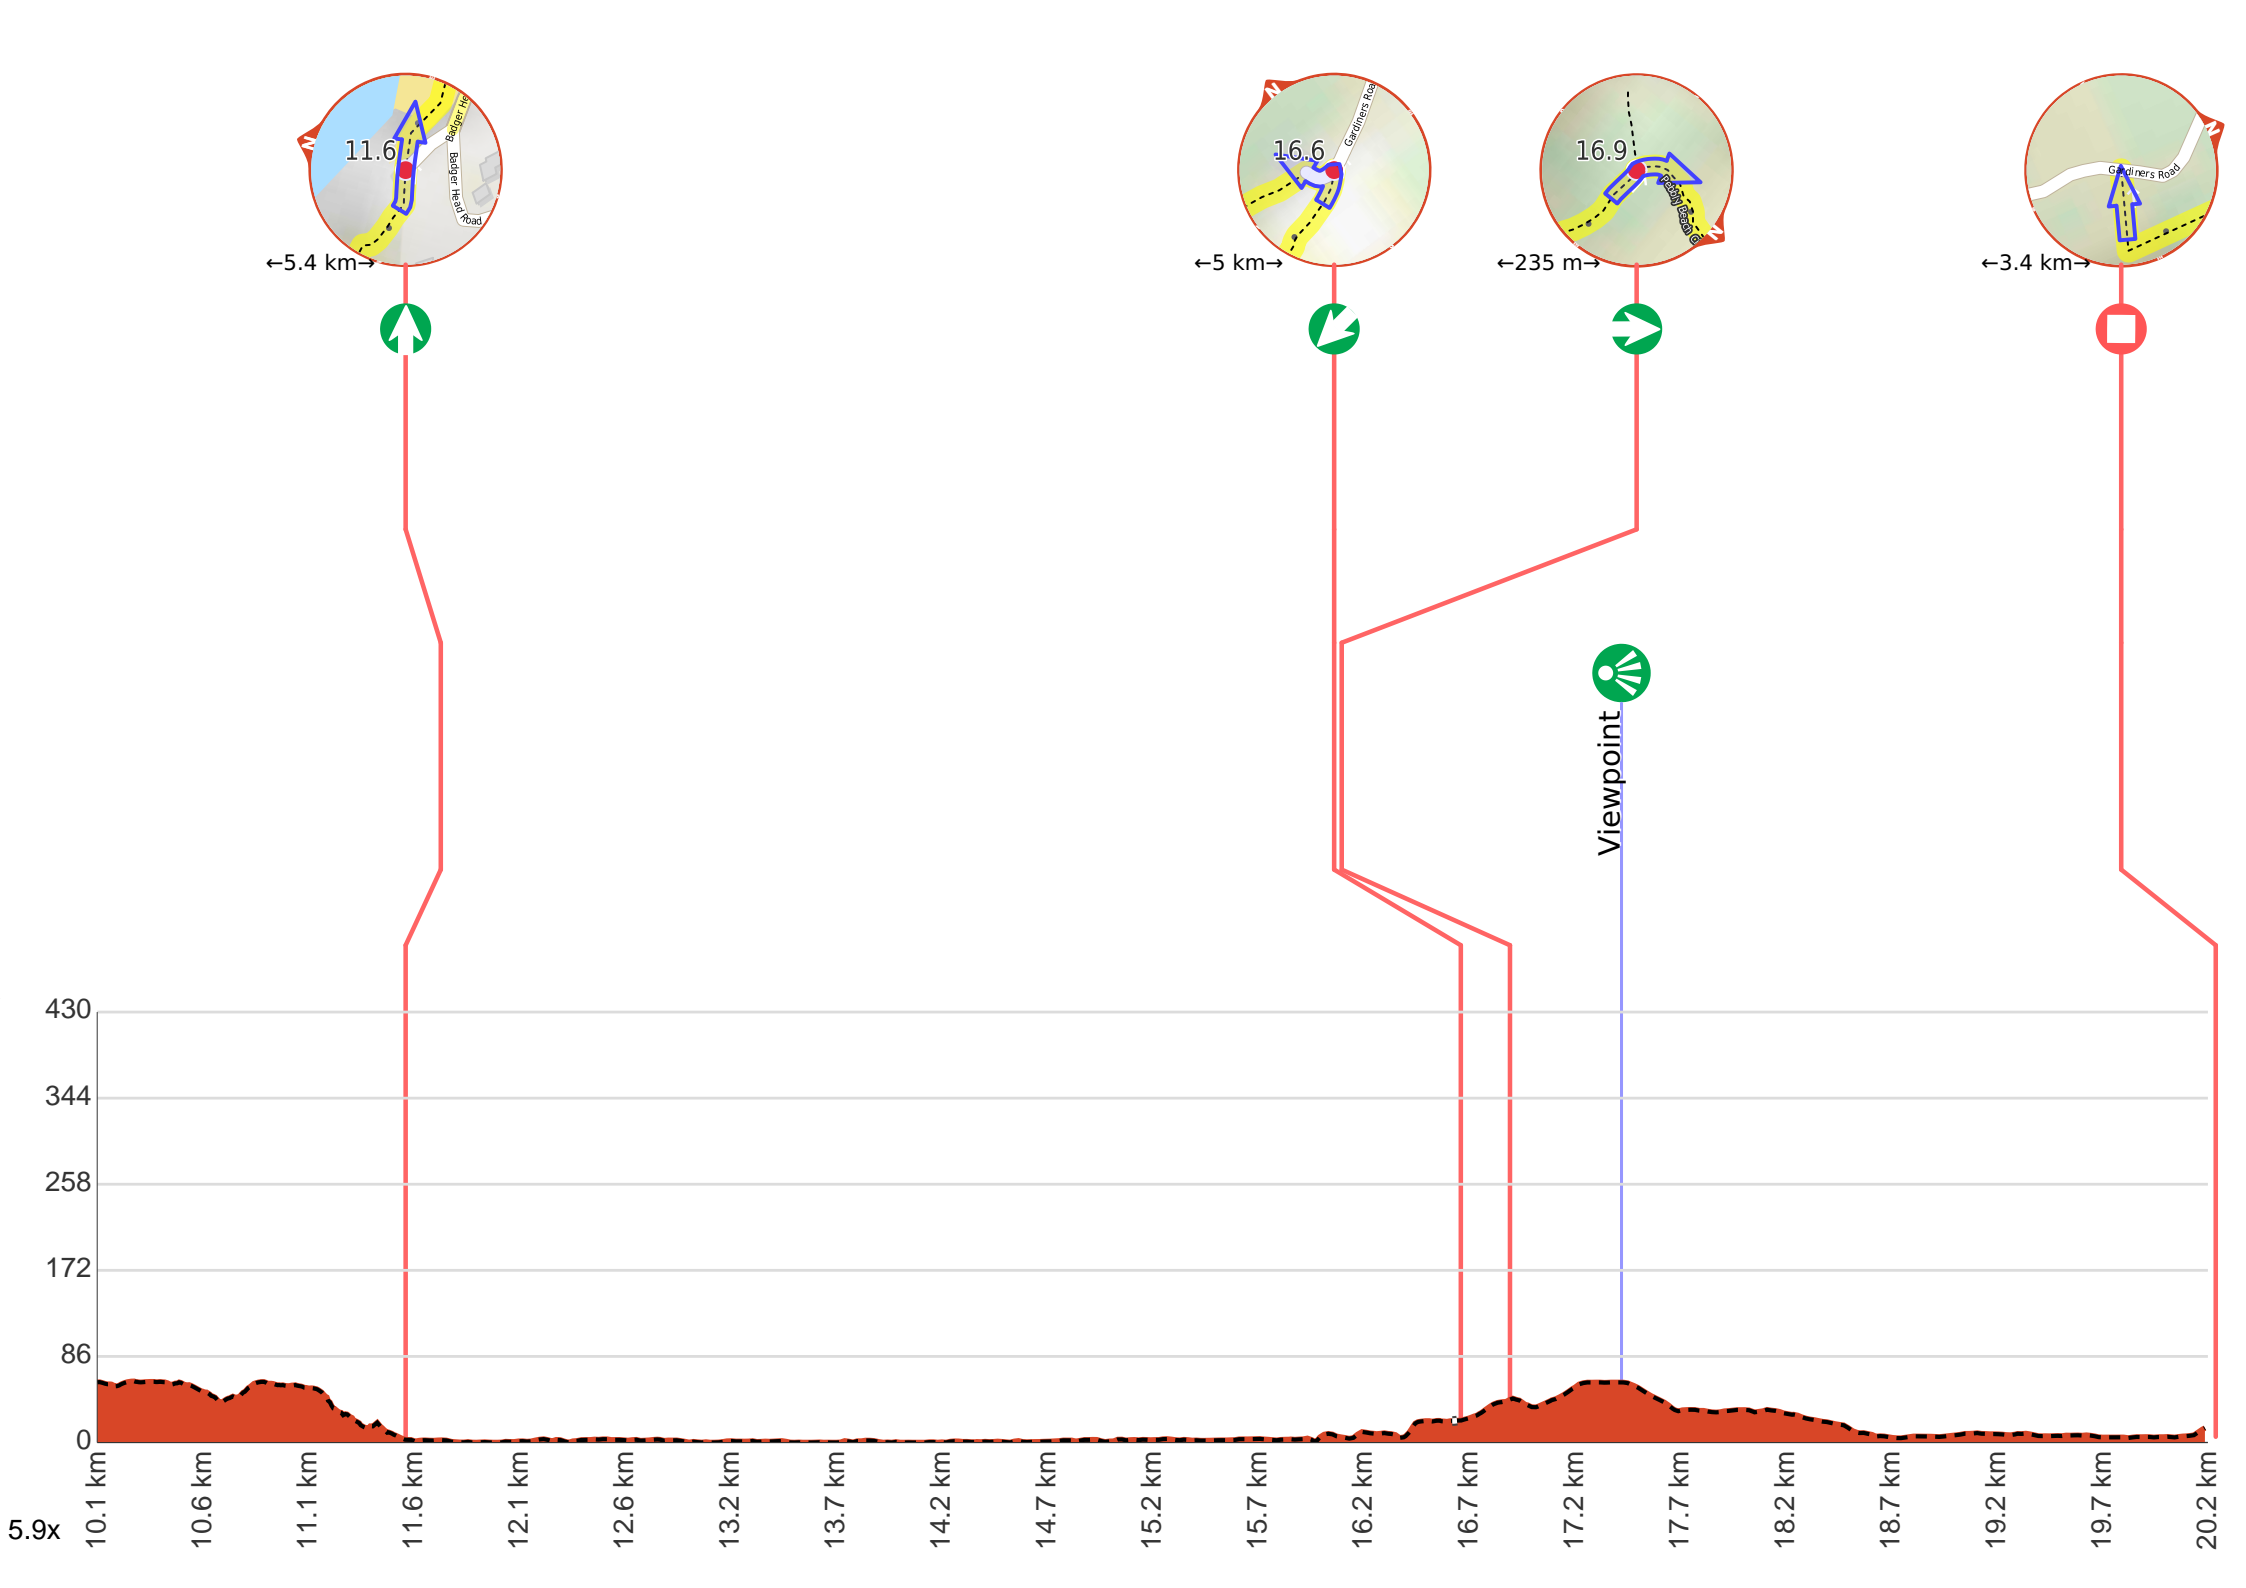 N
11.6
Badger He
Badger Head Road
←5.4 km→
N
16.6
Gardiners Roa
←5 km→
16.9
Pebbly Beach
N
←235 m→
Gardiners Road
N
←3.4 km→
Viewpoint
430
344
258
172
86
0
10.1 km
10.6 km
11.1 km
11.6 km
12.1 km
12.6 km
13.2 km
13.7 km
14.2 km
14.7 km
15.2 km
15.7 km
16.2 km
16.7 km
17.2 km
17.7 km
18.2 km
18.7 km
19.2 km
19.7 km
20.2 km
5.9x